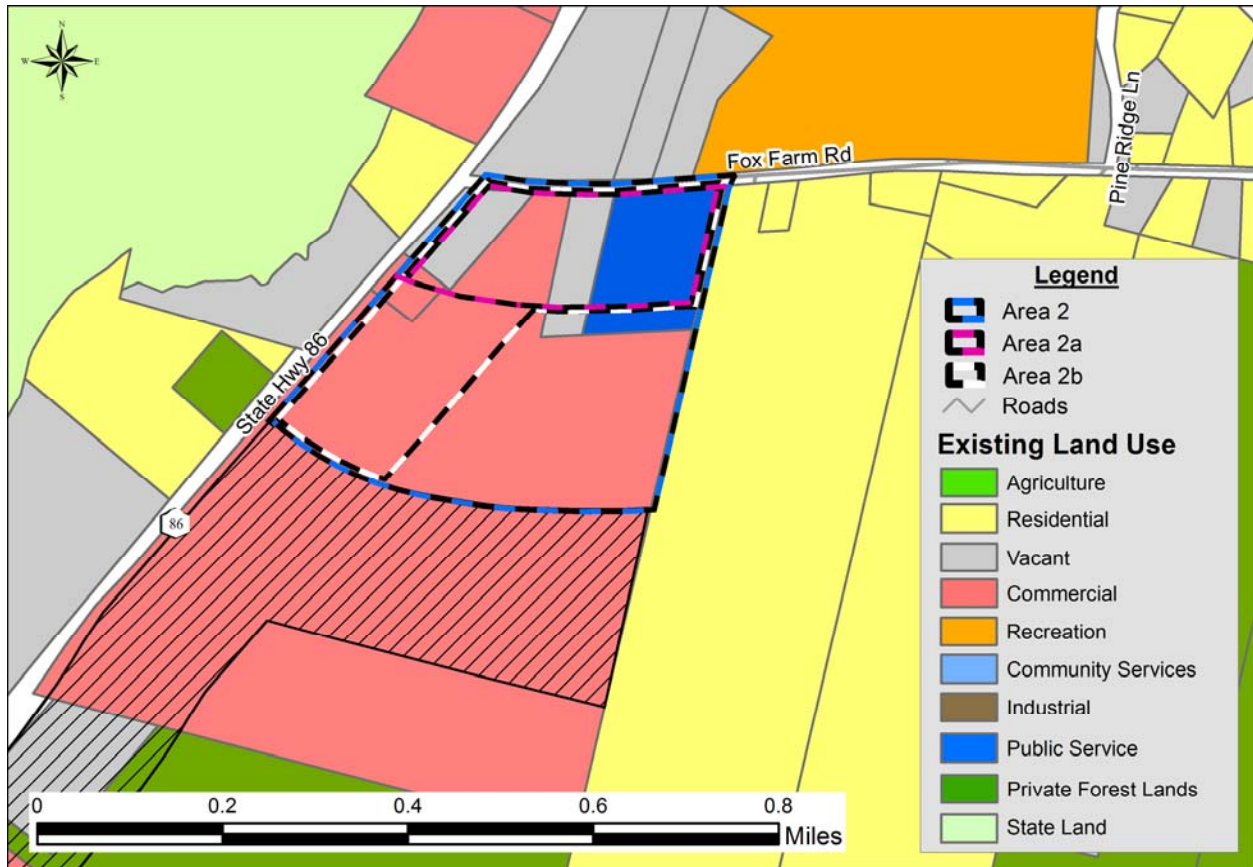 N
W E
S
Fox Farm Rd
Pine Ridge Ln
State Hwy 86
86
Legend
Area 2
Area 2a
Area 2b
Roads
Existing Land Use
Agriculture
Residential
Vacant
Commercial
Recreation
Community Services
Industrial
Public Service
Private Forest Lands
State Land
0 0.2 0.4 0.6 0.8
Miles